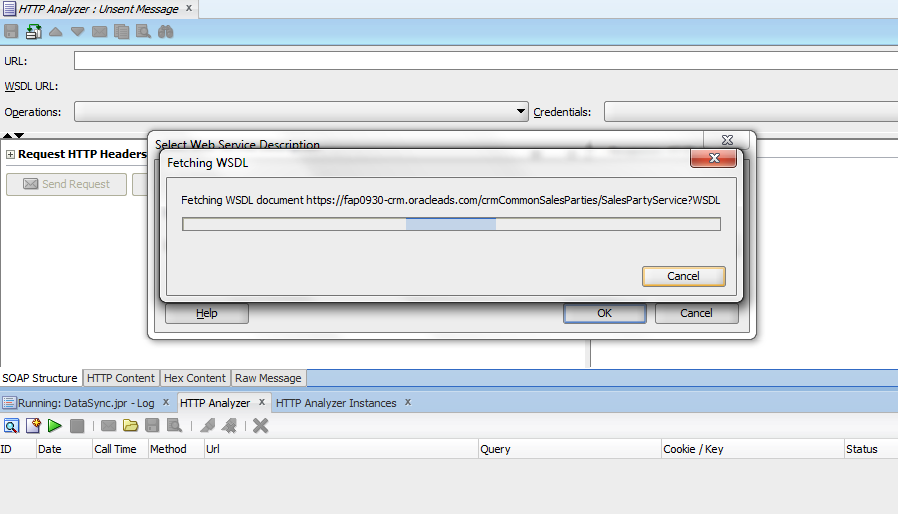 HTTP Analyzer : Unsent Message x
URL:
WSDL URL:
Operations: Credentials:
Select Web Service Description
Request HTTP Headers
Fetching WSDL
Send Request
Fetching WSDL document https://fap0930-crm.oracleads.com/crmCommonSalesParties/SalesPartyService?WSDL
Cancel
Help OK Cancel
SOAP Structure HTTP Content Hex Content Raw Message
Running: DataSync.jpr - Log x HTTP Analyzer x HTTP Analyzer Instances x
ID Date Call Time Method Url Query Cookie / Key Status